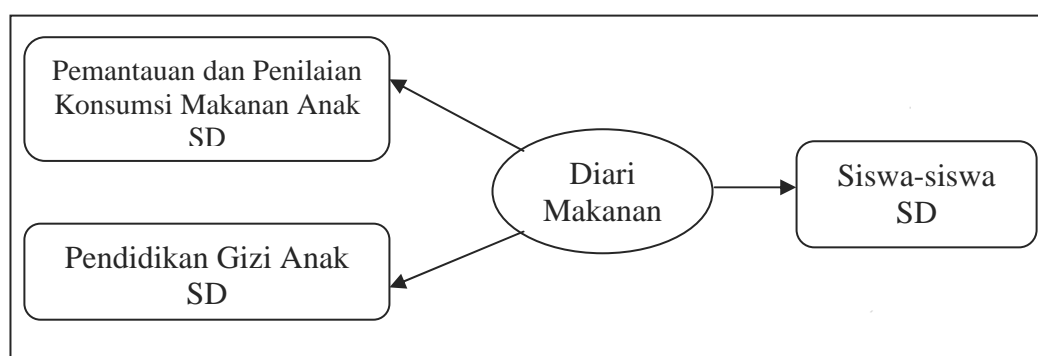 Pemantauan dan Penilaian
Konsumsi Makanan Anak
SD
Pendidikan Gizi Anak
SD
Diari
Makanan
Siswa-siswa
SD